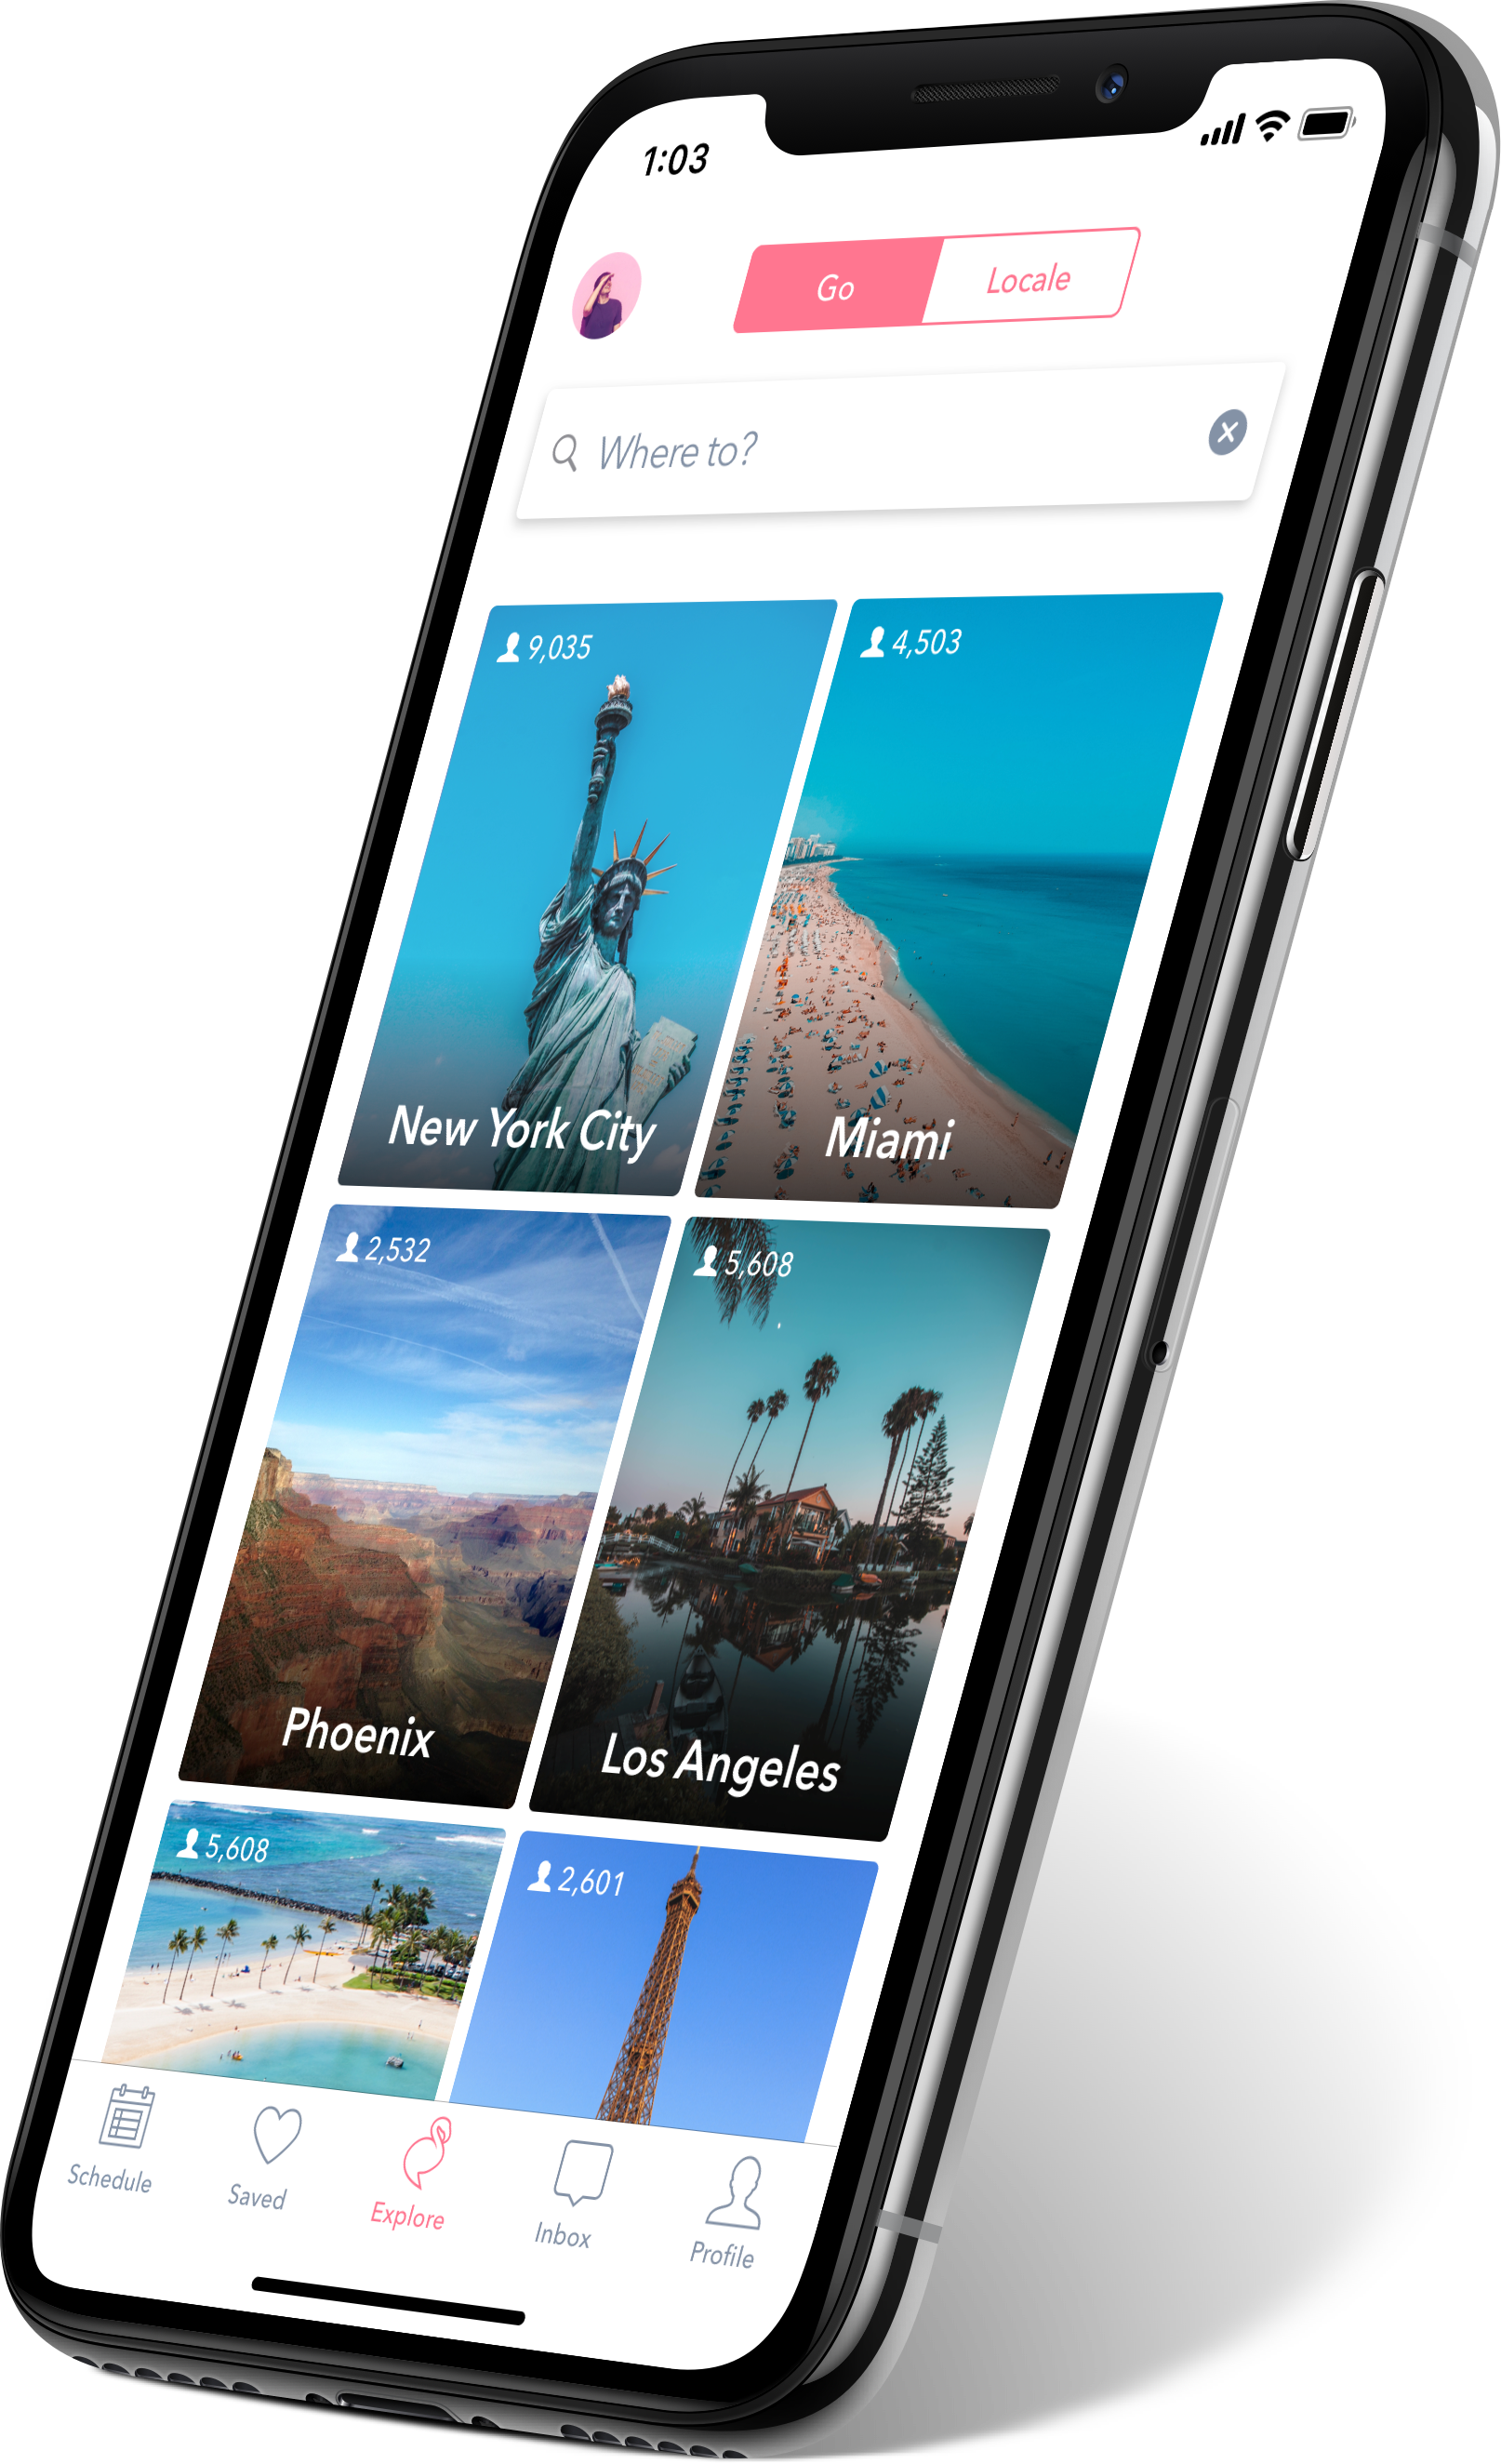 1:03
Go
Locale
Where to?
9,035
4,503
New York City
Miami
2,532
5,608
Phoenix
Los Angeles
5,608
2,601
Schedule
Saved
Explore
Inbox
Profile